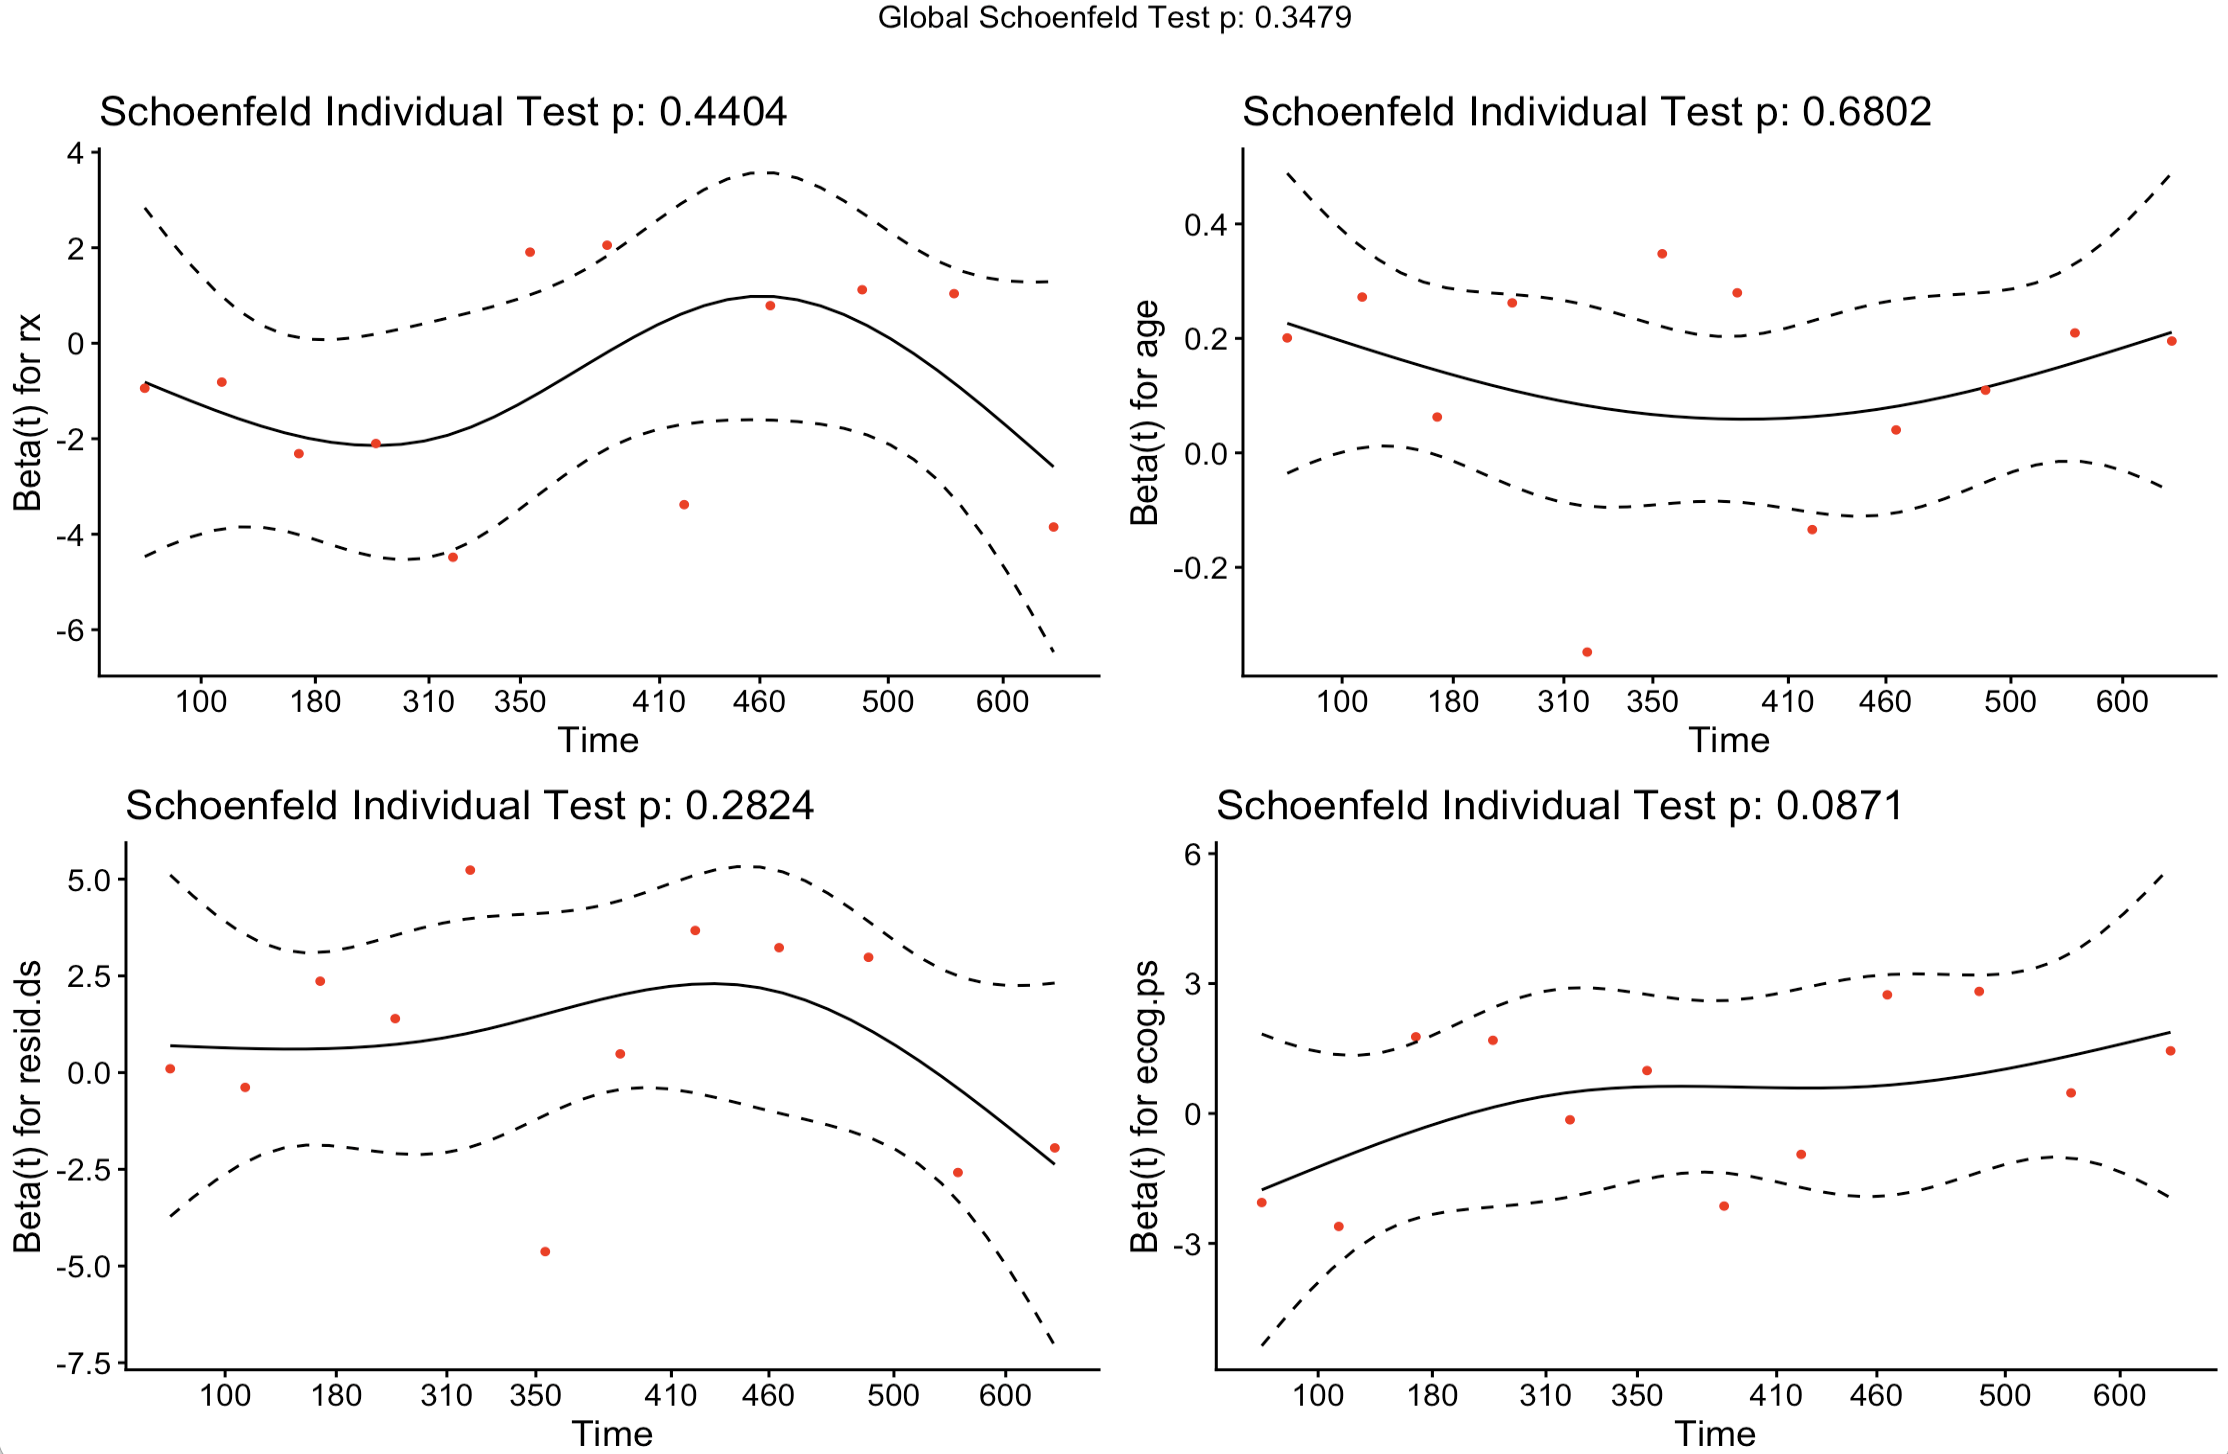 Global Schoenfeld Test p: 0.3479
Schoenfeld Individual Test p: 0.4404
4
2
0
-2
-4
-6
Beta(t) for rx
100 180 310 350 410 460 500 600
Time
Schoenfeld Individual Test p: 0.6802
0.4
0.2
0.0
-0.2
Beta(t) for age
100 180 310 350 410 460 500 600
Time
Schoenfeld Individual Test p: 0.2824
5.0
2.5
0.0
-2.5
-5.0
-7.5
Beta(t) for resid.ds
100 180 310 350 410 460 500 600
Time
Schoenfeld Individual Test p: 0.0871
6
3
0
-3
Beta(t) for ecog.ps
100 180 310 350 410 460 500 600
Time